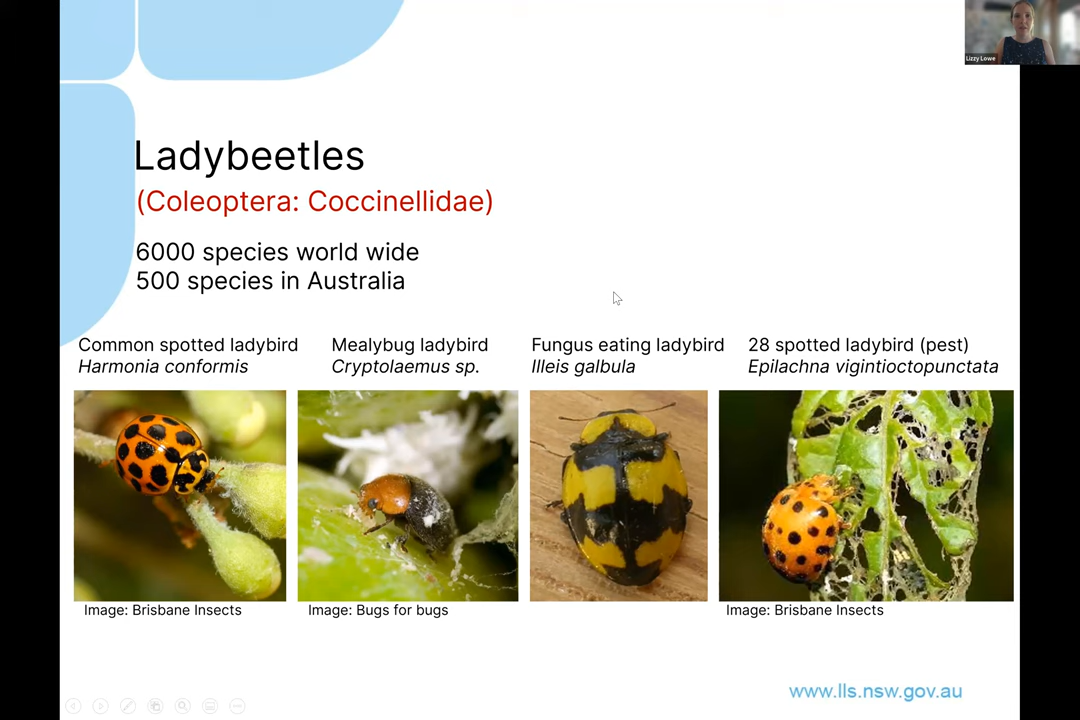 Lizzy Lowe
Ladybeetles
(Coleoptera: Coccinellidae)
6000 species world wide
500 species in Australia
Common spotted ladybird
Harmonia conformis
Mealybug ladybird
Cryptolaemus sp.
Fungus eating ladybird
Illeis galbula
28 spotted ladybird (pest)
Epilachna vigintioctopunctata
Image: Brisbane Insects
Image: Bugs for bugs
Image: Brisbane Insects
www.lls.nsw.gov.au